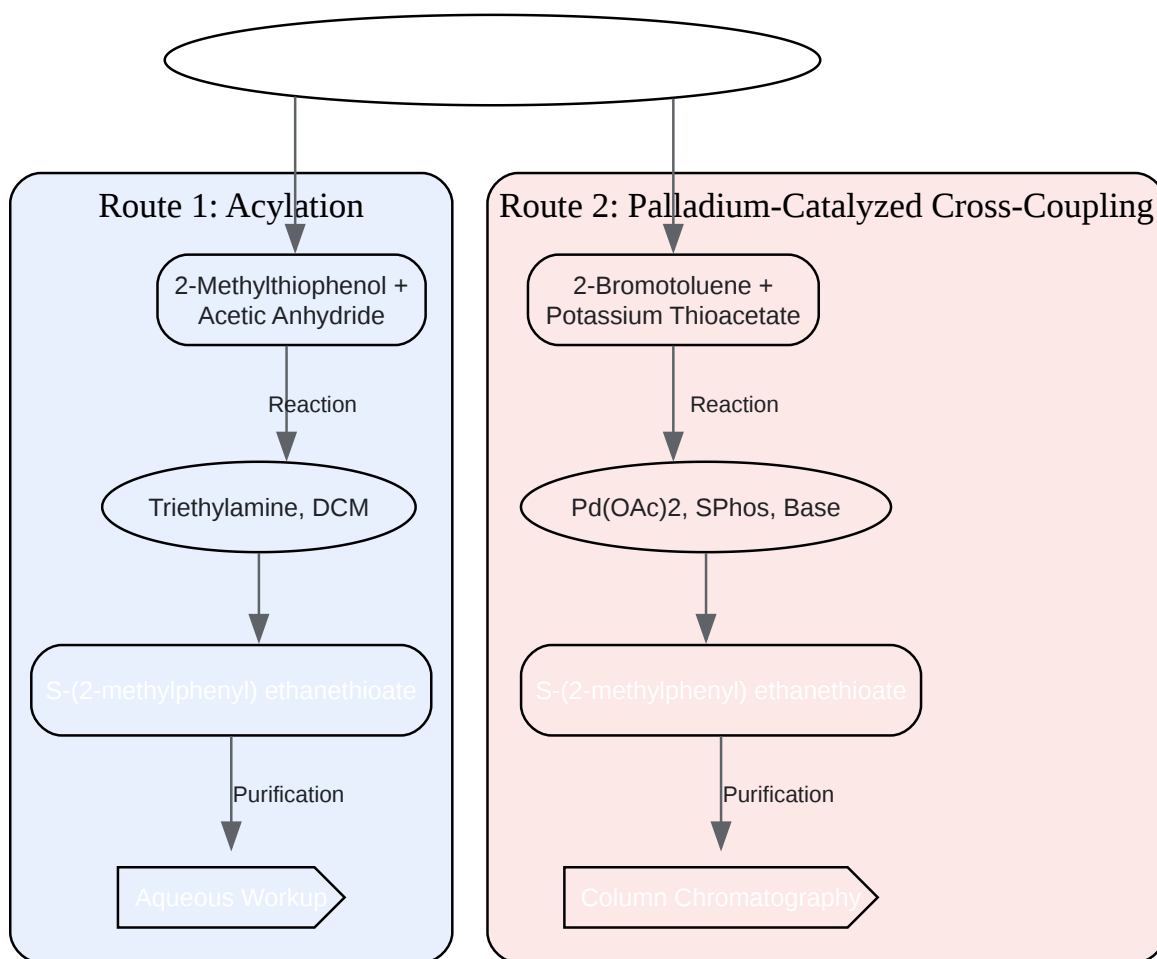 Route 1: Acylation
2-Methylthiophenol +
Acetic Anhydride
Reaction
Triethylamine, DCM
S-(2-methylphenyl) ethanethioate
Purification
Aqueous Workup
Route 2: Palladium-Catalyzed Cross-Coupling
2-Bromotoluene +
Potassium Thioacetate
Reaction
Pd(OAc)2, SPhos, Base
S-(2-methylphenyl) ethanethioate
Purification
Column Chromatography